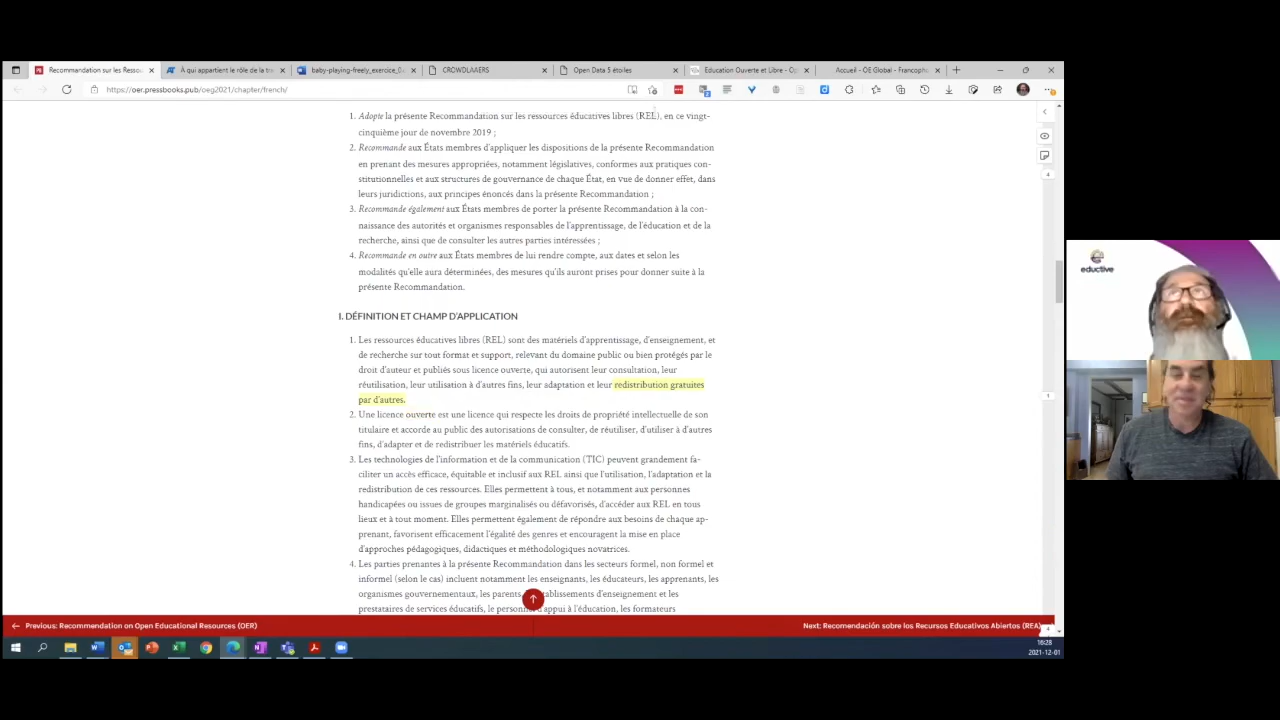 Recommandation sur les Ressou
À qui appartient le rôle de la tra
baby-playing-freely_exercice_0
CROWDLAAERS
Open Data 5 étoiles
Education Ouverte et Libre - Op
Accueil - OE Global - Francopho
https://oer.pressbooks.pub/oeg2021/chapter/french/
1. Adopte la présente Recommandation sur les ressources éducatives libres (REL), en ce vingt-
cinquième jour de novembre 2019 ;
2. Recommande aux États membres d'appliquer les dispositions de la présente Recommandation
en prenant des mesures appropriées, notamment législatives, conformes aux pratiques con-
stitutionnelles et aux structures de gouvernance de chaque État, en vue de donner effet, dans
leurs juridictions, aux principes énoncés dans la présente Recommandation ;
3. Recommande également aux États membres de porter la présente Recommandation à la con-
naissance des autorités et organismes responsables de l'apprentissage, de l'éducation et de la
recherche, ainsi que de consulter les autres parties intéressées ;
4. Recommande en outre aux États membres de lui rendre compte, aux dates et selon les
modalités qu'elle aura déterminées, des mesures qu'ils auront prises pour donner suite à la
présente Recommandation.
4
I. DÉFINITION ET CHAMP D'APPLICATION
1. Les ressources éducatives libres (REL) sont des matériels d'apprentissage, d'enseignement, et
de recherche sur tout format et support, relevant du domaine public ou bien protégés par le
droit d'auteur et publiés sous licence ouverte, qui autorisent leur consultation, leur
réutilisation, leur utilisation à d'autres fins, leur adaptation et leur redistribution gratuites
par d'autres.
1
2. Une licence ouverte est une licence qui respecte les droits de propriété intellectuelle de son
titulaire et accorde au public des autorisations de consulter, de réutiliser, d'utiliser à d'autres
fins, d'adapter et de redistribuer les matériels éducatifs.
3. Les technologies de l'information et de la communication (TIC) peuvent grandement fa-
ciliter un accès efficace, équitable et inclusif aux REL ainsi que l'utilisation, l'adaptation et la
redistribution de ces ressources. Elles permettent à tous, et notamment aux personnes
handicapées ou issues de groupes marginalisés ou défavorisés, d'accéder aux REL en tous
lieux et à tout moment. Elles permettent également de répondre aux besoins de chaque ap-
prenant, favorisent efficacement l'égalité des genres et encouragent la mise en place
d'approches pédagogiques, didactiques et méthodologiques novatrices.
4. Les parties prenantes à la présente Recommandation dans les secteurs formel, non formel et
informel (selon le cas) incluent notamment les enseignants, les éducateurs, les apprenants, les
organismes gouvernementaux, les parents, tablissements d'enseignement et les
prestataires de services éducatifs, le personn d'appui à l'éducation, les formateurs
← Previous: Recommendation on Open Educational Resources (OER)
Next: Recomendación sobre los Recursos Educativos Abiertos (REA)
16:28
2021-12-01
eductive